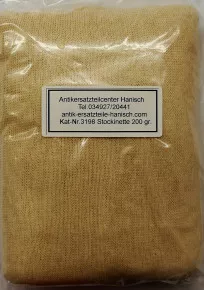 Antikersatzteilcenter Hanisch
Tel.034927/20441
antik-ersatzteile-hanisch.com
Kat-Nr.3198 Stockinette 200 gr.